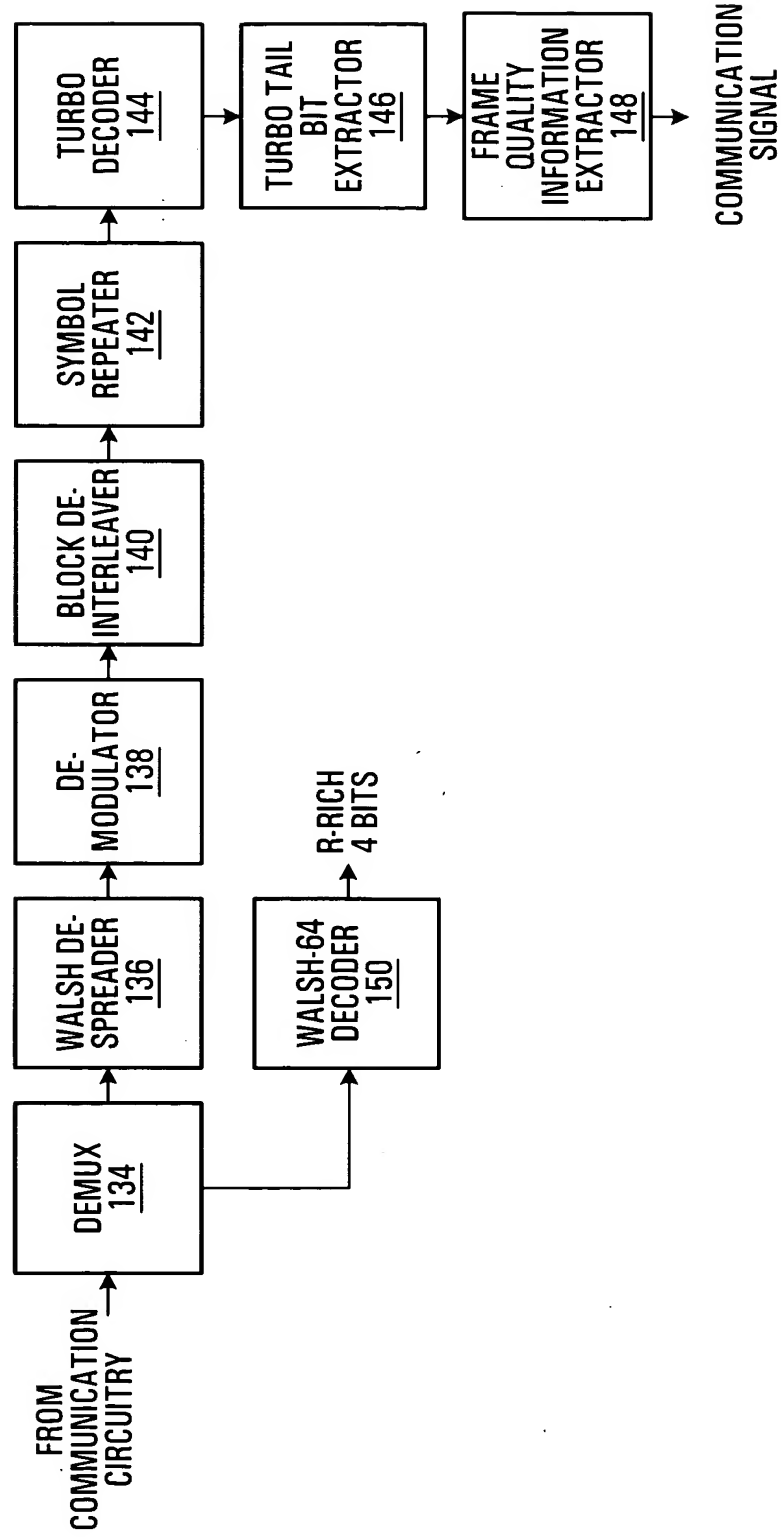 FROM
COMMUNICATION
CIRCUITRY
DEMUX
134
WALSH DE-
SPREADER
136
DE-
MODULATOR
138
BLOCK DE-
INTERLEAVER
140
SYMBOL
REPEATER
142
TURBO
DECODER
144
TURBO TAIL
BIT
EXTRACTOR
146
FRAME
QUALITY
INFORMATION
EXTRACTOR
148
COMMUNICATION
SIGNAL
WALSH-64
DECODER
150
R-RICH
4 BITS